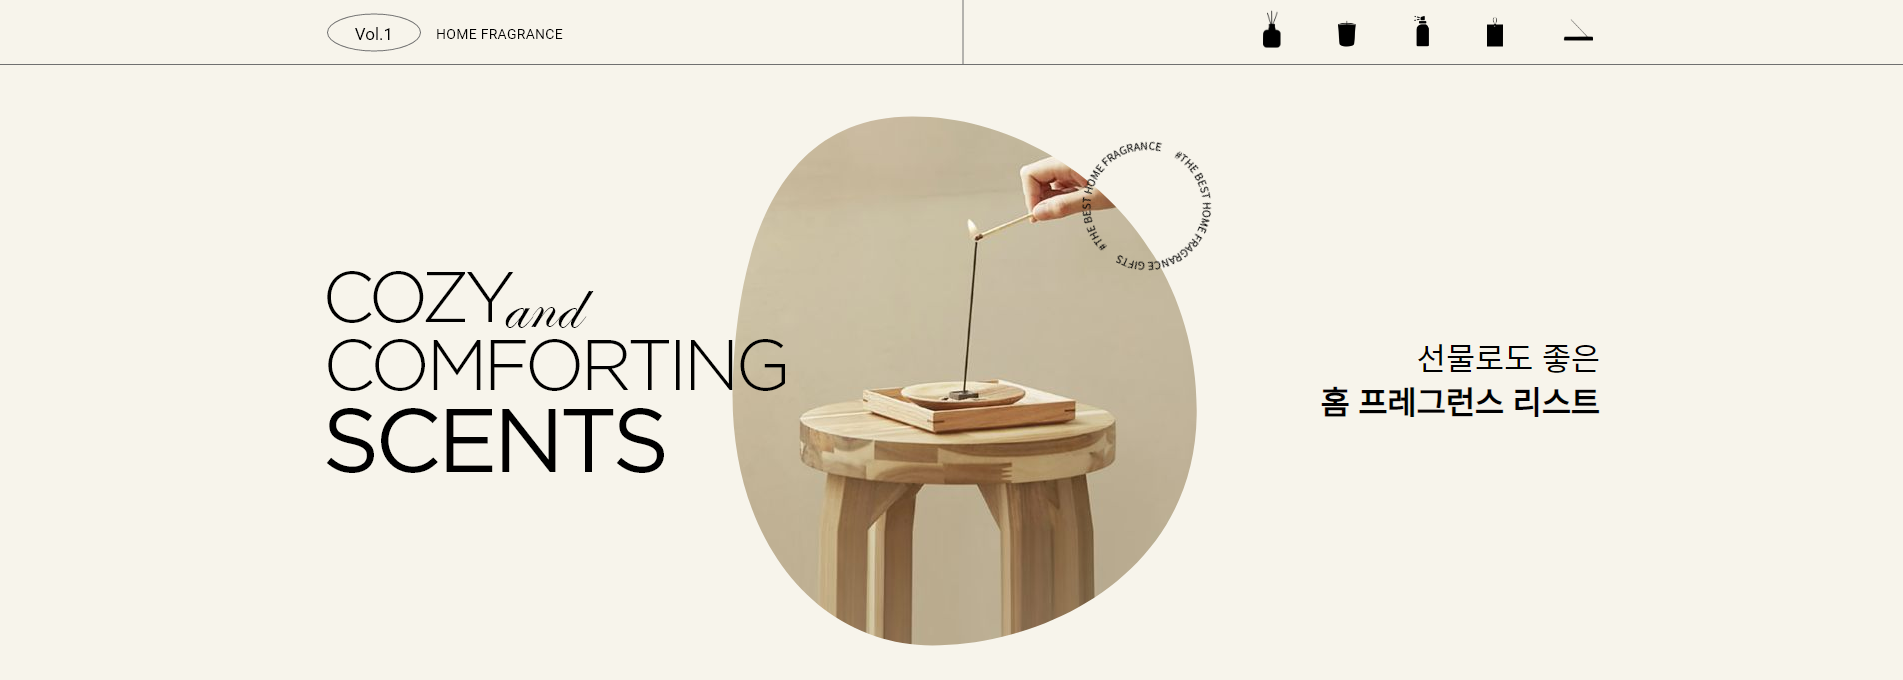 Vol.1
HOME FRAGRANCE
#THE BEST HOME FRAGRANCE
#THE BEST HOME FRAGRANCE GIFTS
COZY and
COMFORTING
SCENTS
선물로도 좋은
홈 프레그런스 리스트